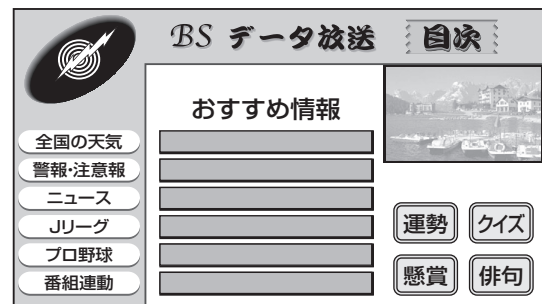 BS データ放送 目次
おすすめ情報
全国の天気
警報・注意報
ニュース
Jリーグ
プロ野球
番組連動
運勢 クイズ
懸賞 俳句